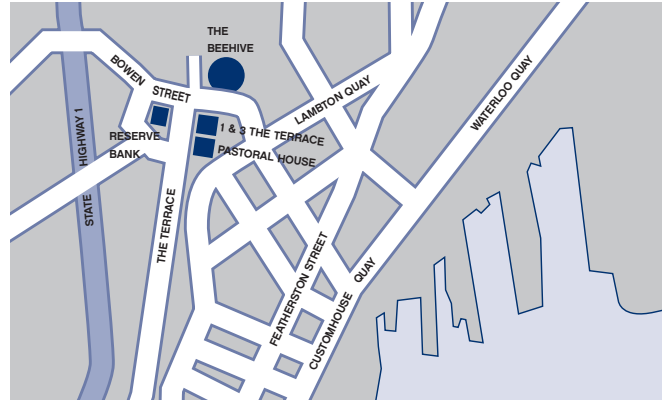 THE
BEEHIVE
BOWEN STREET
LAMBTON QUAY
WATERLOO QUAY
STATE HIGHWAY 1
RESERVE
BANK
1 & 3 THE TERRACE
PASTORAL HOUSE
THE TERRACE
FEATHERSTON STREET
CUSTOMHOUSE QUAY